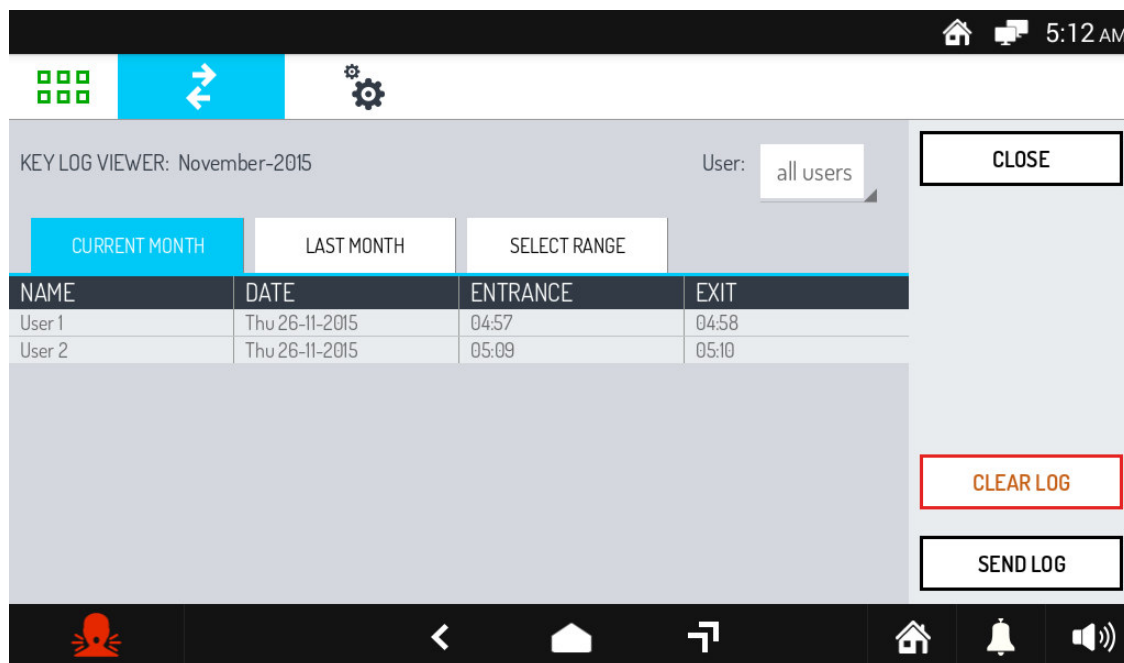 5:12 AM
KEY LOG VIEWER: November-2015 User: all users
CLOSE
CURRENT MONTH LAST MONTH SELECT RANGE
NAME DATE ENTRANCE EXIT
User 1 Thu 26-11-2015 04:57 04:58
User 2 Thu 26-11-2015 05:09 05:10
CLEAR LOG
SEND LOG